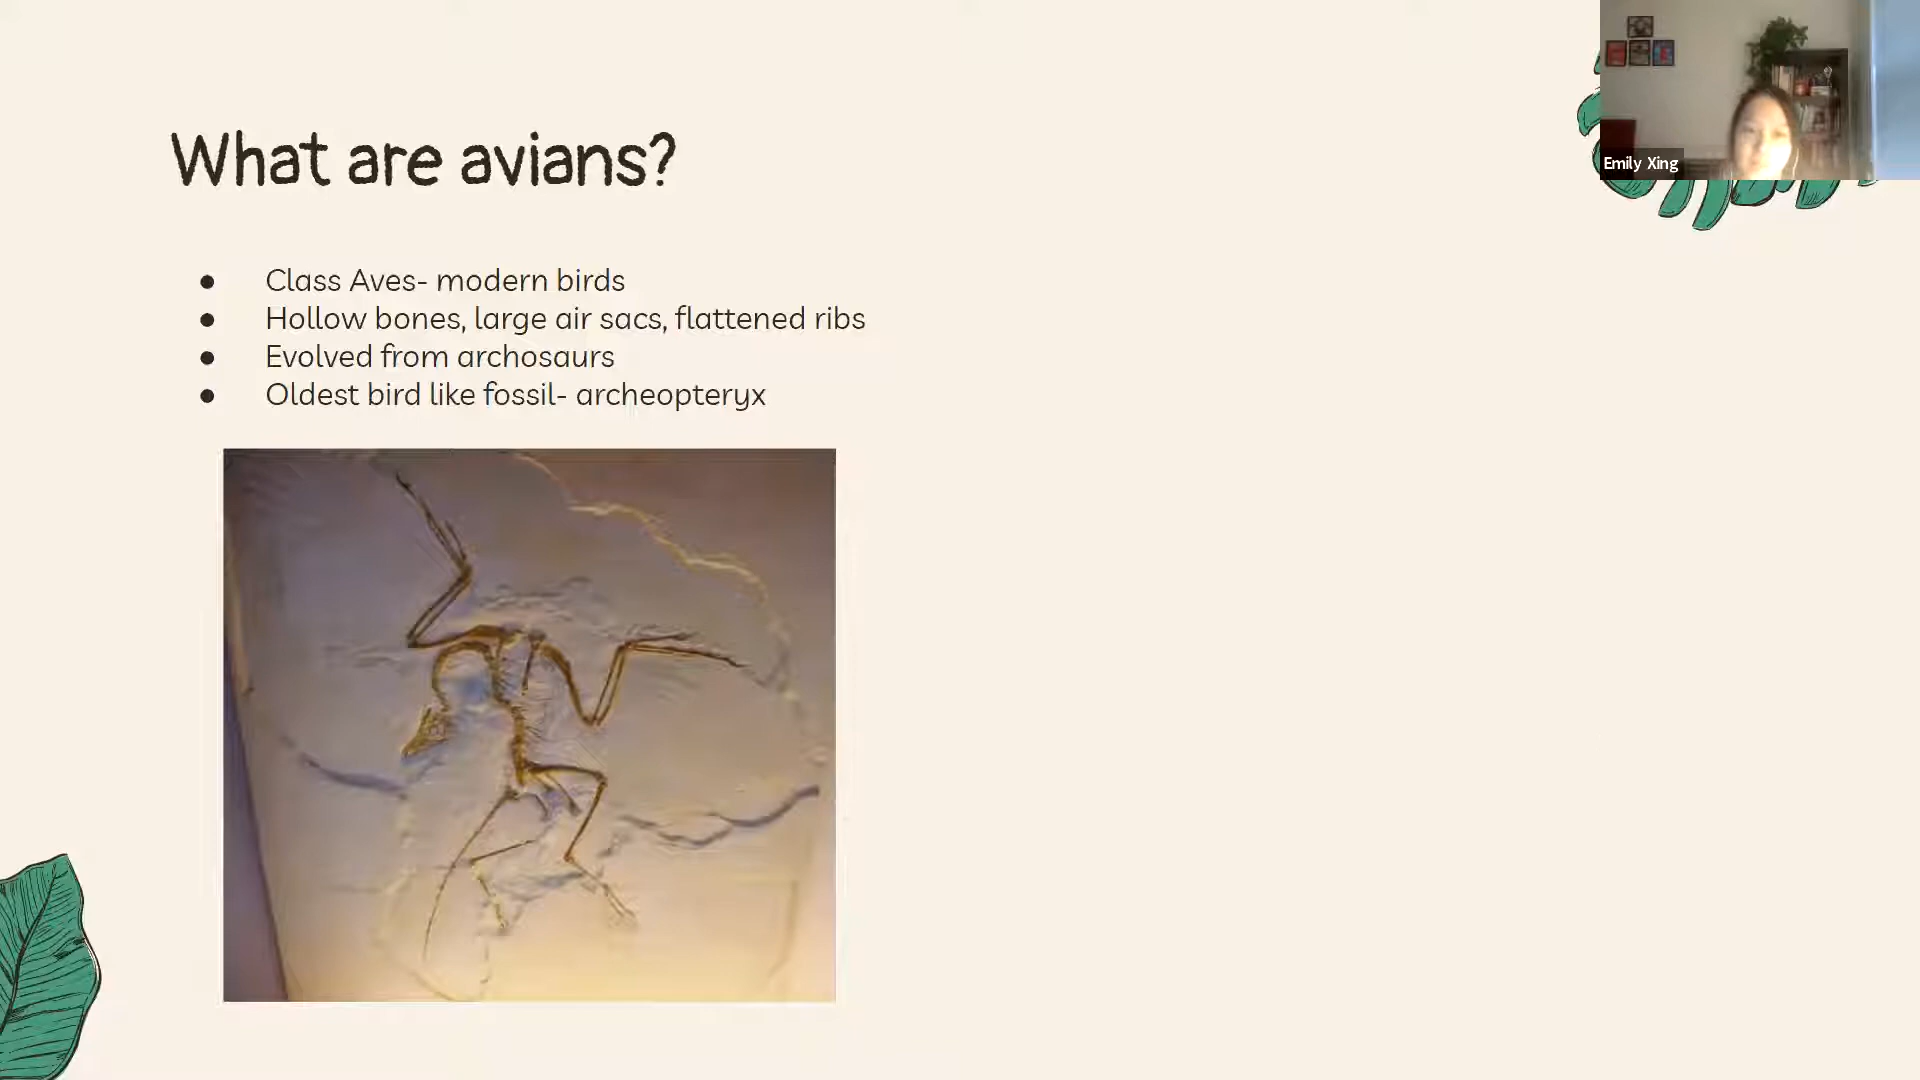 What are avians?
Class Aves- modern birds
Hollow bones, large air sacs, flattened ribs
Evolved from archosaurs
Oldest bird like fossil- archeopteryx
Emily Xing